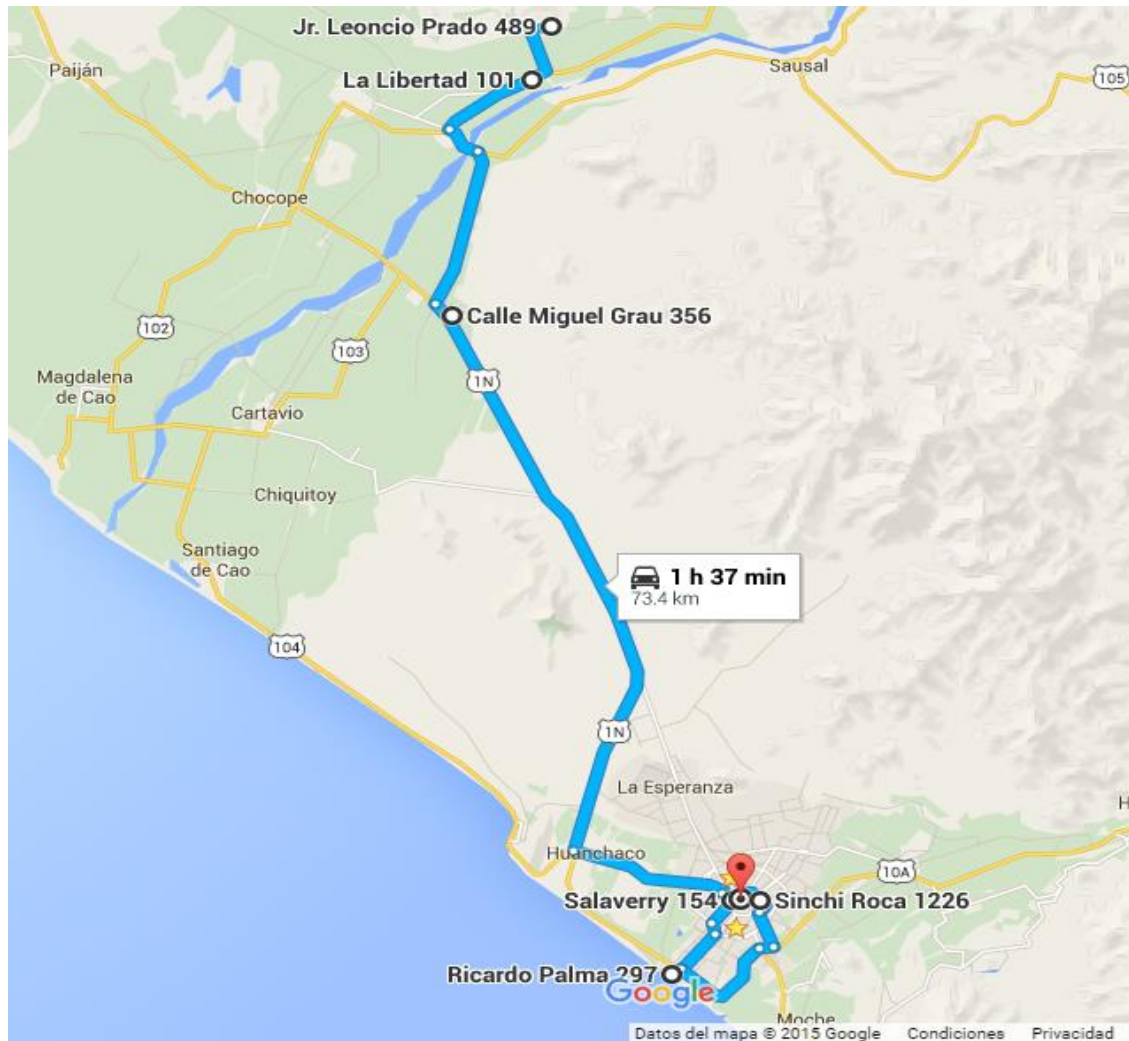 Jr. Leoncio Prado 489
Paiján
Sausal
La Libertad 101
105
Chocope
Calle Miguel Grau 356
102
103
Magdalena
de Cao
1N
Cartavio
Chiquitoy
Santiago
de Cao
1 h 37 min
73.4 km
104
1N
La Esperanza
H
Huanchaco
10A
Salaverry 154
Sinchi Roca 1226
Ricardo Palma 297
Google
Moche
Datos del mapa © 2015 Google Condiciones Privacidad